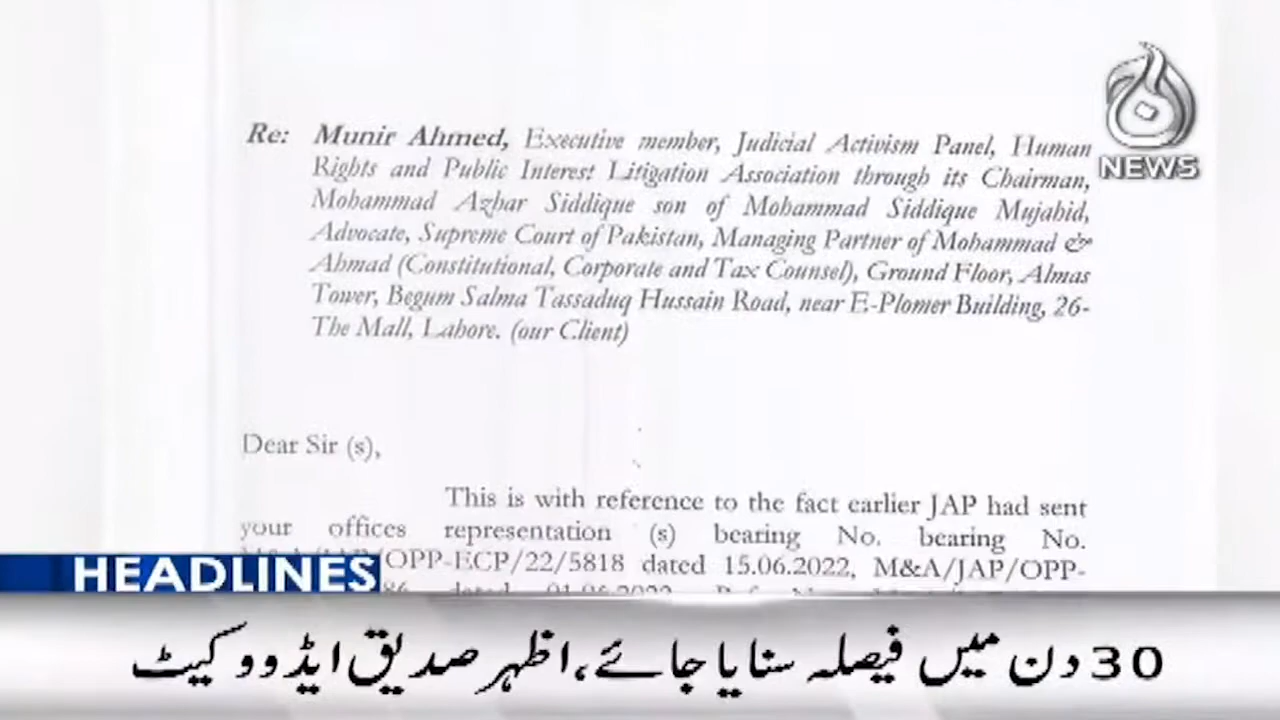 NEWS
Re: Munir Ahmed, Executive member, Judicial Activism Panel, Human
Rights and Public Interest Litigation Association through its Chairman,
Mohammad Azhar Siddique son of Mohammad Siddique Mujahid,
Advocate, Supreme Court of Pakistan, Managing Partner of Mohammad &
Ahmad (Constitutional, Corporate and Tax Counsel), Ground Floor, Almas
Tower, Begum Salma Tassaduq Hussain Road, near E-Plomer Building, 26-
The Mall, Lahore. (our Client)
Dear Sir (s),
This is with reference to the fact earlier JAP had sent
your offices representation (s) bearing No. bearing No.
OPP-ECP/22/5818 dated 15.06.2022, M&A/JAP/OPP-
HEADLINES
30 دن میں فیصلہ سنایا جائے، اظہر صدیق ایڈووکیٹ